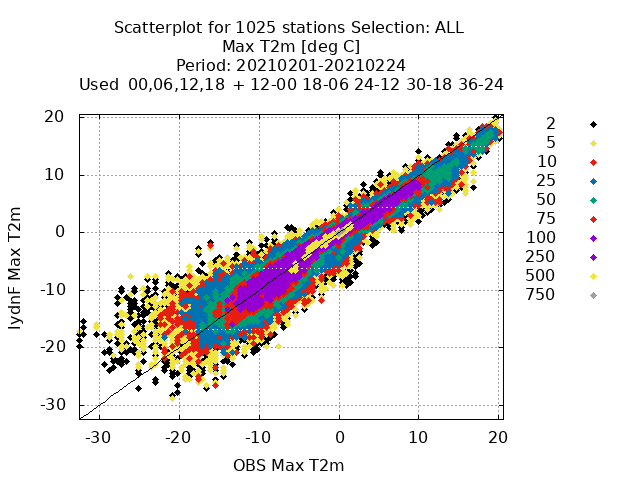 Scatterplot for 1025 stations Selection: ALL
Max T2m [deg C]
Period: 20210201-20210224
Used 00,06,12,18 + 12-00 18-06 24-12 30-18 36-24
20
10
0
-10
-20
-30
-30 -20 -10 0 10 20
IydnF Max T2m
OBS Max T2m
2
5
10
25
50
75
100
250
500
750